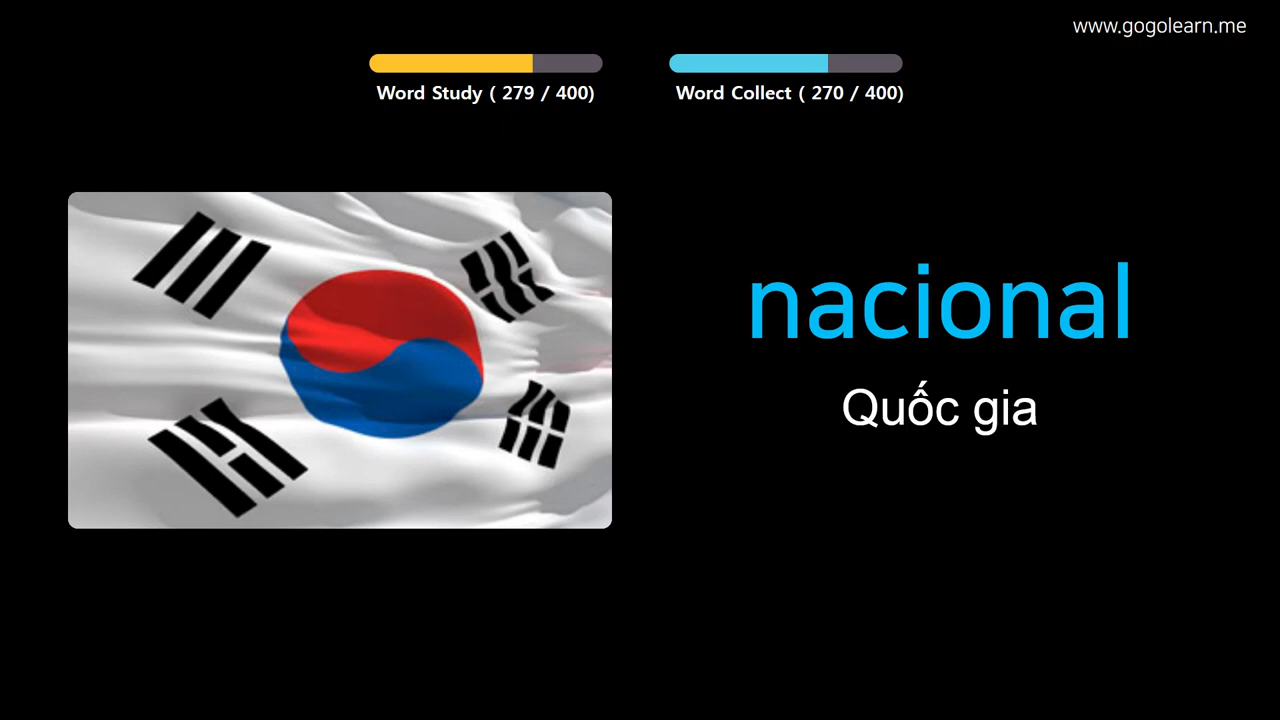 www.gogolearn.me
Word Study ( 279 / 400)
Word Collect ( 270 / 400)
nacional
Quốc gia